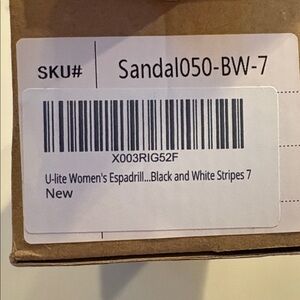 SKU# Sandal050-BW-7
X003RIG52F
U-lite Women's Espadrill...Black and White Stripes 7
New